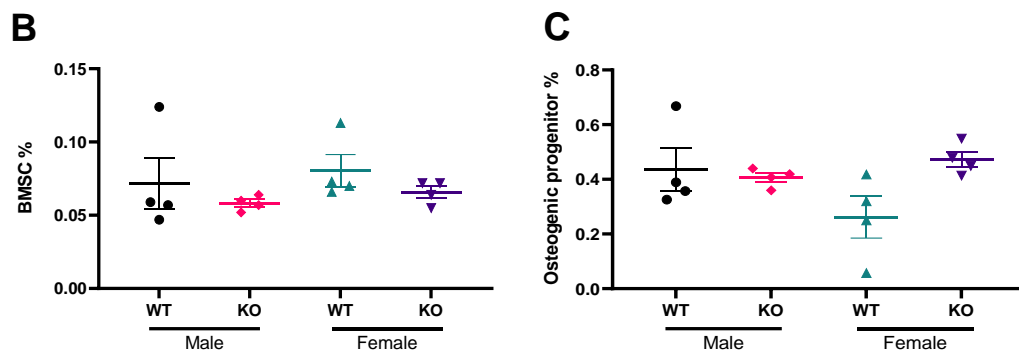 B
BMSC %
0.15
0.10
0.05
0.00
WT KO WT KO
Male Female
C
Osteogenic progenitor %
0.8
0.6
0.4
0.2
0.0
WT KO WT KO
Male Female